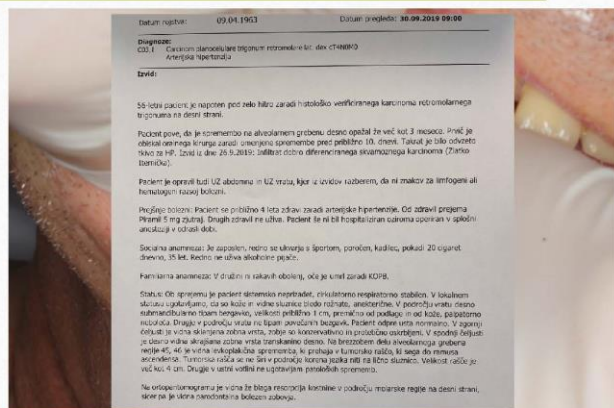 Datum rojstva: 09.04.1963 Datum pregleda: 30.09.2019 09:00
Diagnoze:
Carcinom planocelulare trigonum retromolare lat. dex cT4N0M0
Arterijska hipertenzija
Izvid:
56-letni pacient je napoten pod zelo hitro zaradi histološko verificiranega karcinoma retromolarnega
trigonuma na desni strani.
Pacient pove, da je spremembo na alveolarnem grebenu desno opažal že več kot 3 mesece. Prvič je
obiskal oralnega kirurga zaradi omenjene spremembe pred približno 10. dnevi. Takrat je bilo odvzeto
tkivo za HP. Izvid iz dne 26.9.2019: Infiltrat dobro diferenciranega skvamoznega karcinoma (Zlatko
Pacient je opravil tudi UZ abdomna in UZ vratu, kjer iz izvidov razberem, da ni znakov za limfogeni ali
hematogeni razsoj bolezni.
Prejšnje bolezni: Pacient se približno 4 leta zdravi zaradi arterijske hipertenzije. Od zdravil prejema
Piramil 5 mg zjutraj. Drugih zdravil ne uživa. Pacient še ni bil hospitaliziran oziroma operiran v splošni
anesteziji v odrasli dobi.
Socialna anamneza: Je zaposlen, redno se ukvarja s športom, poročen, kadilec, pokadi 20 cigaret
dnevno, 35 let. Redno ne uživa alkoholne pijače.
Familiarna anamneza: V družini ni rakavih obolenj, oče je umrl zaradi KOPB.
Status: Ob sprejemu je pacient sistemsko neprizadet, cirkulatorno respiratorno stabilen. V lokalnem
statusu ugotavljamo, da so kože in vidne sluznice bledo rožnate, anikterične. V področju vratu desno
submandibularno tipam bezgavko, velikosti približno 1 cm, premično od podlage in od kože, palpatorno
neboleča. Drugje v področju vratu ne tipam povečanih bezgavk. Pacient odpre usta normalno. V zgornji
čeljusti je vidna sklenjena zobna vrsta, zobje so konzervativno in protetično oskrbljeni. V spodnji čeljusti
je desno vidna skrajšana zobna vrsta transkanino desno. Na brezzobem delu alveolarnega grebena
regije 45, 46 je vidna levkoplakična sprememba, ki prehaja v tumorsko raščo, ki sega do ramusa
ascendensa. Tumorska rašča se ne širi v področje korena jezika niti na lično sluznico. Velikost rašče je
več kot 4 cm. Drugje v ustni votlini ne ugotavljam patoloških sprememb.
Na ortopantomogramu je vidna že blaga resorpcija kostnine v področju molarske regije na desni strani,
sicer pa je vidna parodontalna bolezen zobovja.